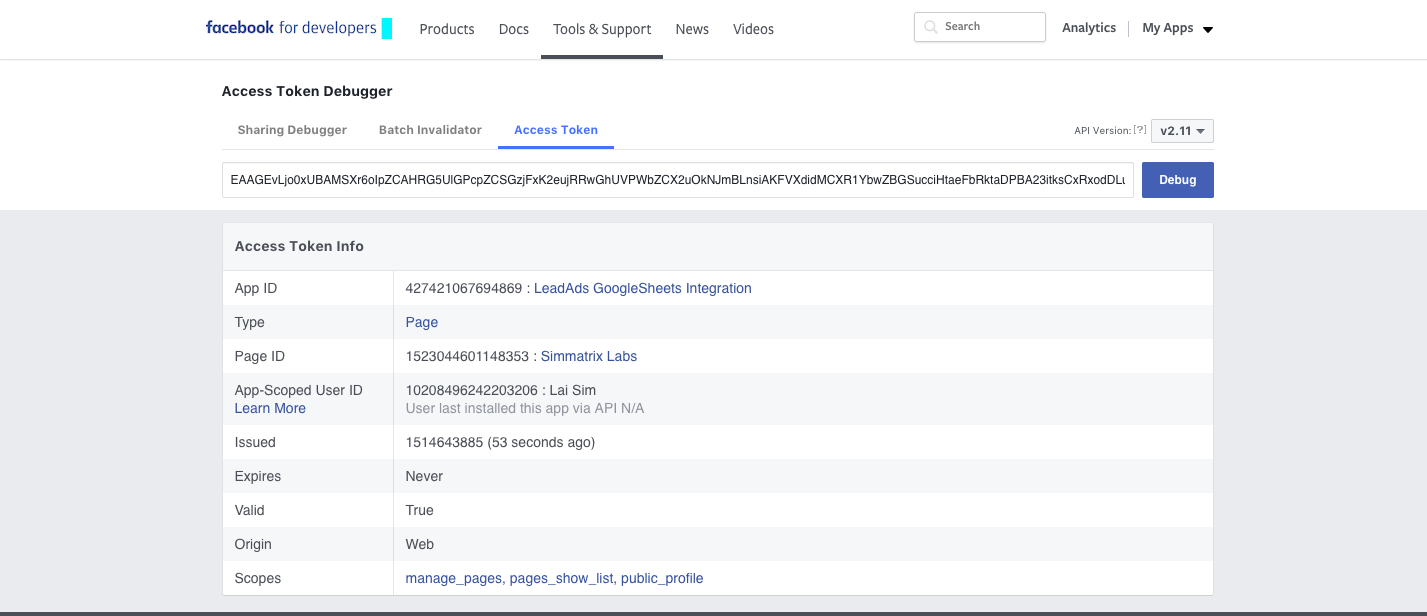 facebook for developers Products Docs Tools & Support News Videos Search Analytics My Apps
Access Token Debugger
Sharing Debugger Batch Invalidator Access Token API Version: [?] v2.11
Debug
Access Token Info
App ID 427421067694869 : LeadAds GoogleSheets Integration
Type Page
Page ID 1523044601148353 : Simmatrix Labs
App-Scoped User ID 10208496242203206 : Lai Sim
Learn More User last installed this app via API N/A
Issued 1514643885 (53 seconds ago)
Expires Never
Valid True
Origin Web
Scopes manage_pages, pages_show_list, public_profile